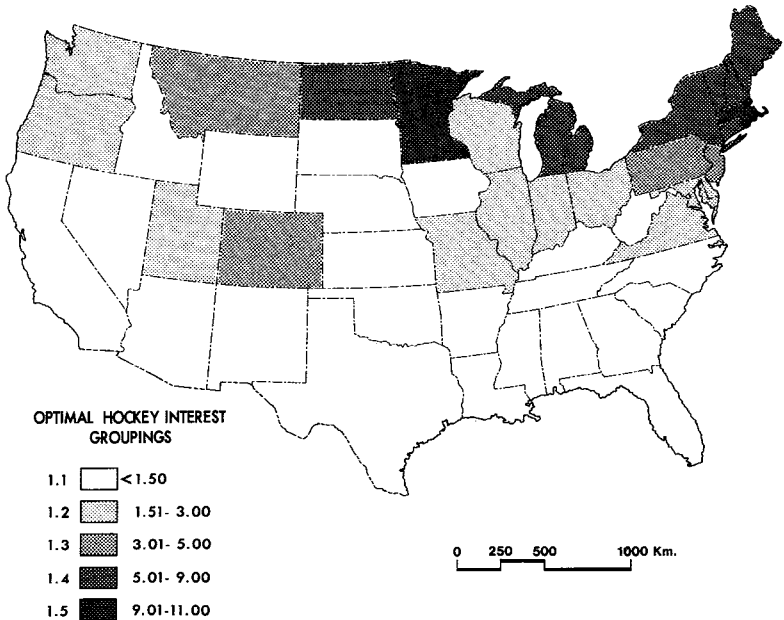 OPTIMAL HOCKEY INTEREST
GROUPINGS
1.1 <1.50
1.2 1.51- 3.00
1.3 3.01- 5.00
1.4 5.01- 9.00
1.5 9.01-11.00
0 250 500 1000 Km.